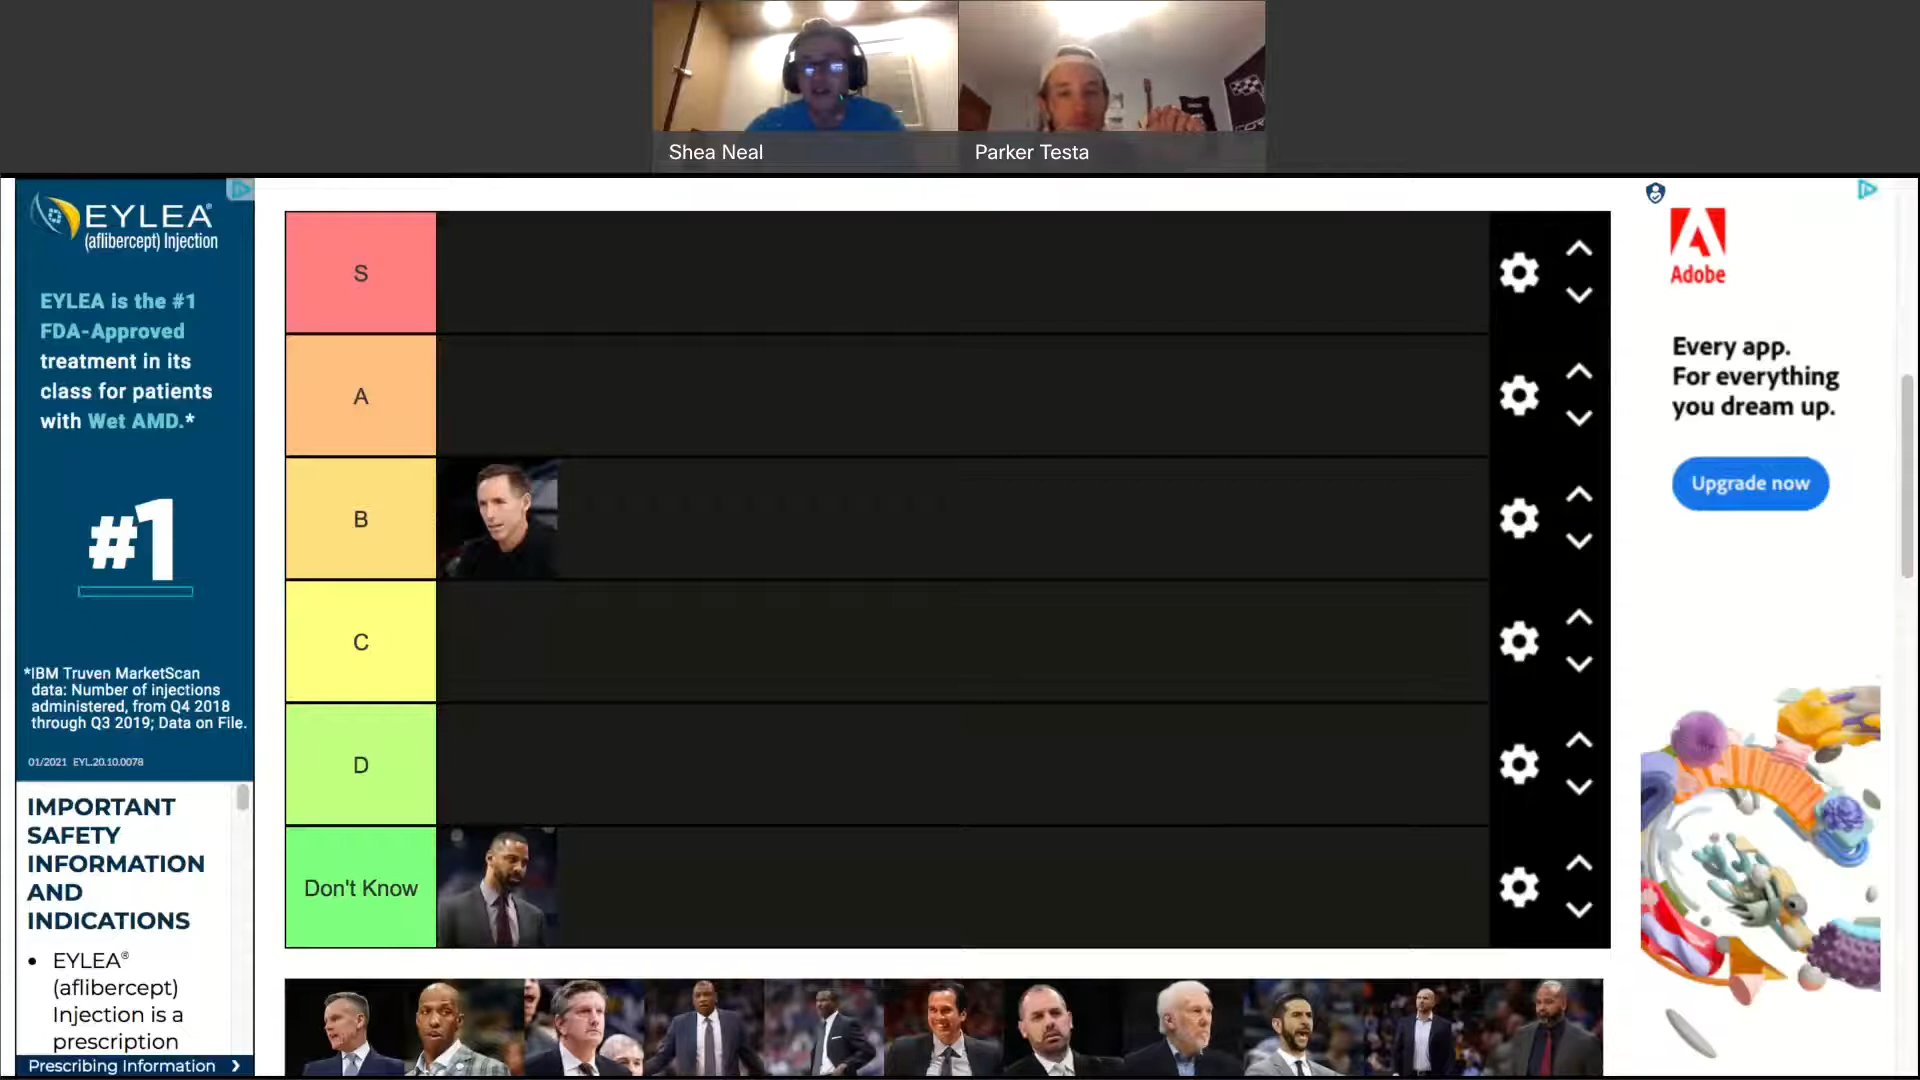 Shea Neal
Parker Testa
EYLEA®
(aflibercept) Injection
EYLEA is the #1
FDA-Approved
treatment in its
class for patients
with Wet AMD.*
#1
*IBM Truven MarketScan
data: Number of injections
administered, from Q4 2018
through Q3 2019; Data on File.
01/2021 EYL.20.10.0078
IMPORTANT
SAFETY
INFORMATION
AND
INDICATIONS
• EYLEA®
(aflibercept)
Injection is a
prescription
Prescribing Information
S
A
B
C
D
Don't Know
Adobe
Every app.
For everything
you dream up.
Upgrade now